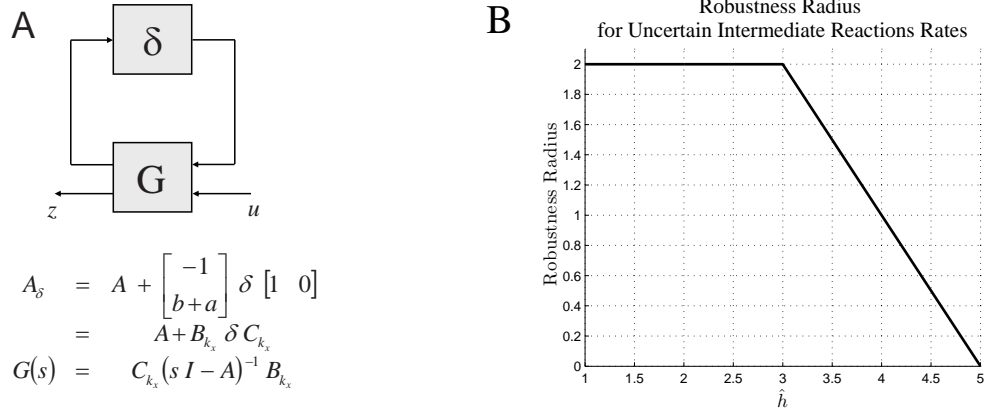 A
δ
G
z
u
A_δ = A + [ −1 b+a ] δ [1 0]
= A + B_{k_x} δ C_{k_x}
G(s) = C_{k_x} (s I − A)^{−1} B_{k_x}
B
Robustness Radius
for Uncertain Intermediate Reactions Rates
Robustness Radius
2
1.8
1.6
1.4
1.2
1
0.8
0.6
0.4
0.2
0
1 1.5 2 2.5 3 3.5 4 4.5 5
ĥ